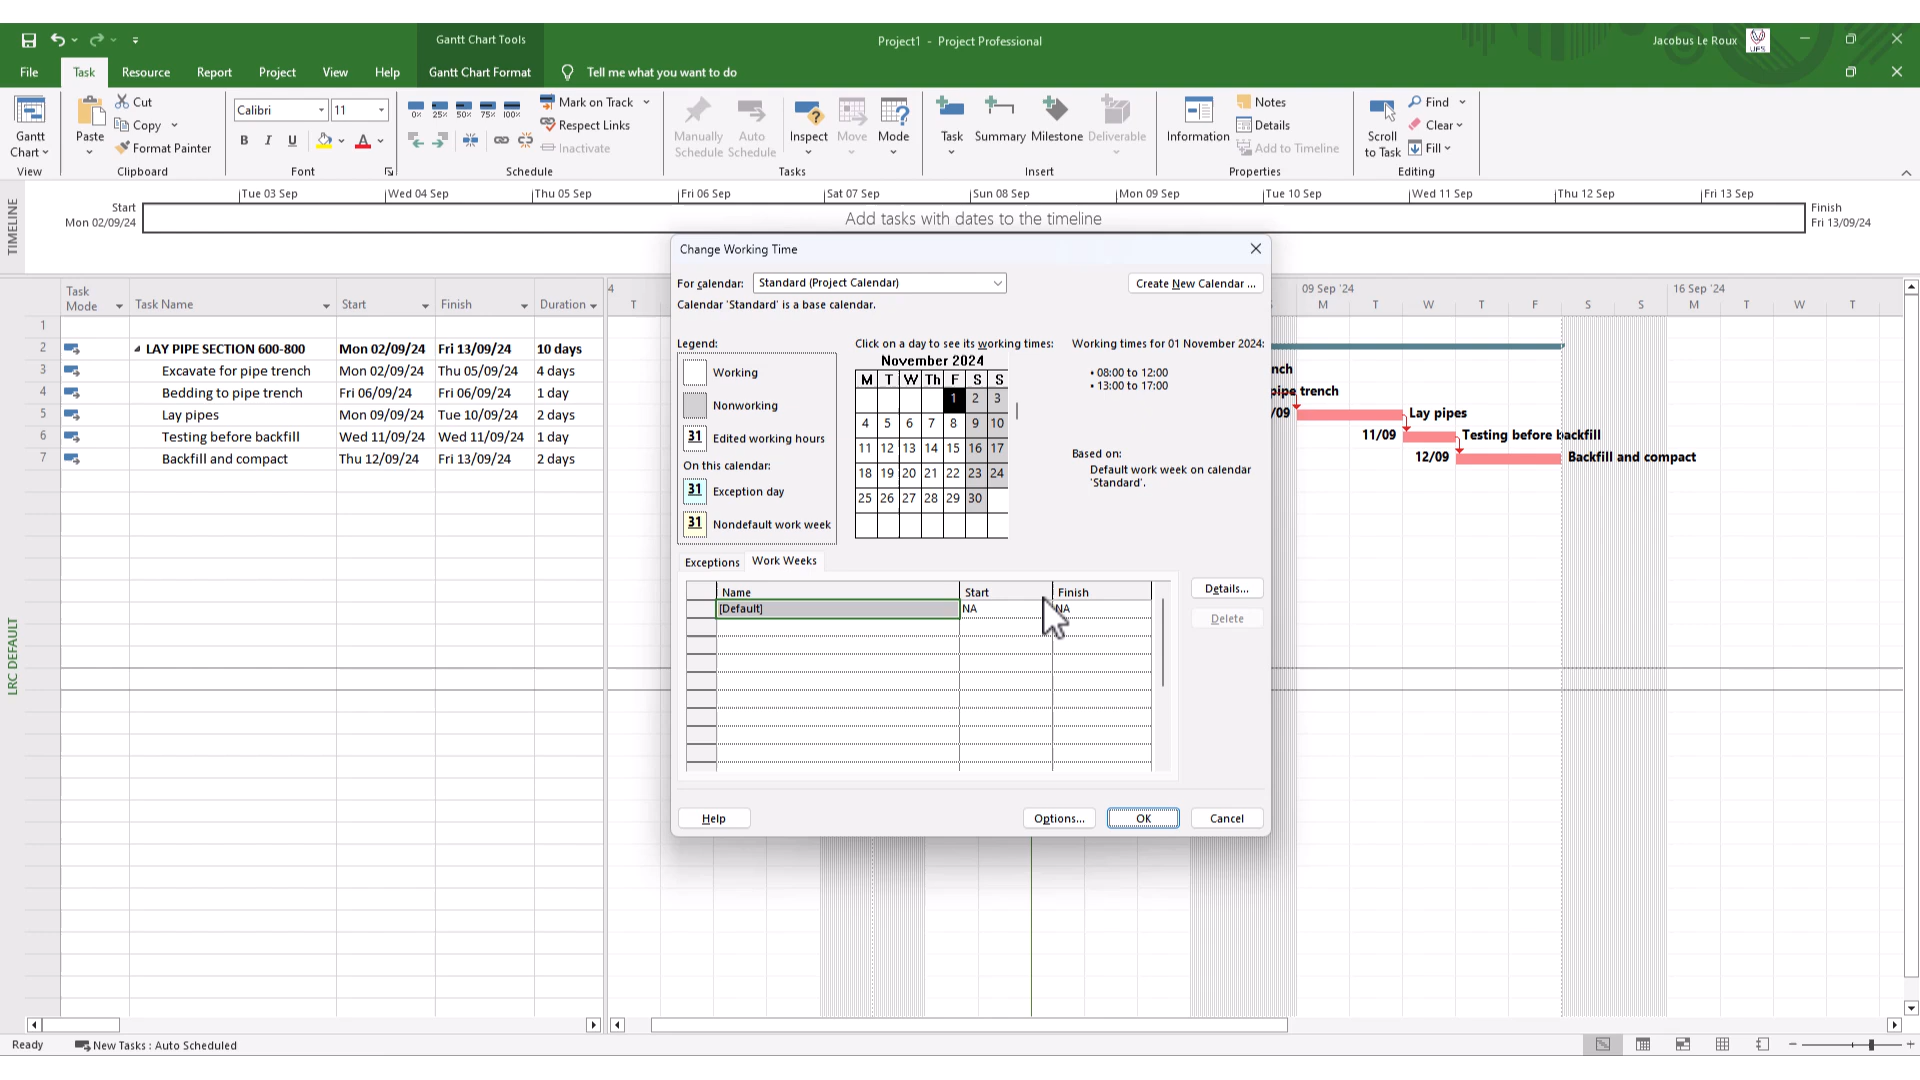 Gantt Chart Tools
Project1 - Project Professional
Jacobus Le Roux
File Task Resource Report Project View Help Gantt Chart Format Tell me what you want to do
Gantt
Chart
View
Paste
Cut
Copy
Format Painter
Clipboard
Calibri 11
B I U A
Font
0% 25% 50% 75% 100%
Mark on Track
Respect Links
Inactivate
Schedule
Manually
Schedule
Auto
Schedule
Inspect
Move
Mode
Tasks
Task
Summary
Milestone
Deliverable
Insert
Information
Notes
Details
Add to Timeline
Properties
Scroll
to Task
Find
Clear
Fill
Editing
TIMELINE
Tue 03 Sep Wed 04 Sep Thu 05 Sep Fri 06 Sep Sat 07 Sep Sun 08 Sep Mon 09 Sep Tue 10 Sep Wed 11 Sep Thu 12 Sep Fri 13 Sep
Start
Mon 02/09/24
Add tasks with dates to the timeline
Finish
Fri 13/09/24
Task
Mode
Task Name Start Finish Duration
1
2 LAY PIPE SECTION 600-800 Mon 02/09/24 Fri 13/09/24 10 days
3 Excavate for pipe trench Mon 02/09/24 Thu 05/09/24 4 days
4 Bedding to pipe trench Fri 06/09/24 Fri 06/09/24 1 day
5 Lay pipes Mon 09/09/24 Tue 10/09/24 2 days
6 Testing before backfill Wed 11/09/24 Wed 11/09/24 1 day
7 Backfill and compact Thu 12/09/24 Fri 13/09/24 2 days
LRC DEFAULT
4
T
09 Sep '24 16 Sep '24
M T W T F S S M T W T
nch
pipe trench
/09 Lay pipes
11/09 Testing before backfill
12/09 Backfill and compact
Change Working Time
For calendar: Standard (Project Calendar)
Create New Calendar ...
Calendar 'Standard' is a base calendar.
Legend:
Working
Nonworking
31 Edited working hours
On this calendar:
31 Exception day
31 Nondefault work week
Click on a day to see its working times:
November 2024
M T W Th F S S
1 2 3
4 5 6 7 8 9 10
11 12 13 14 15 16 17
18 19 20 21 22 23 24
25 26 27 28 29 30
Working times for 01 November 2024:
• 08:00 to 12:00
• 13:00 to 17:00
Based on:
Default work week on calendar
'Standard'.
Exceptions Work Weeks
Name Start Finish
[Default] NA NA
Details...
Delete
Help Options... OK Cancel
Ready New Tasks : Auto Scheduled